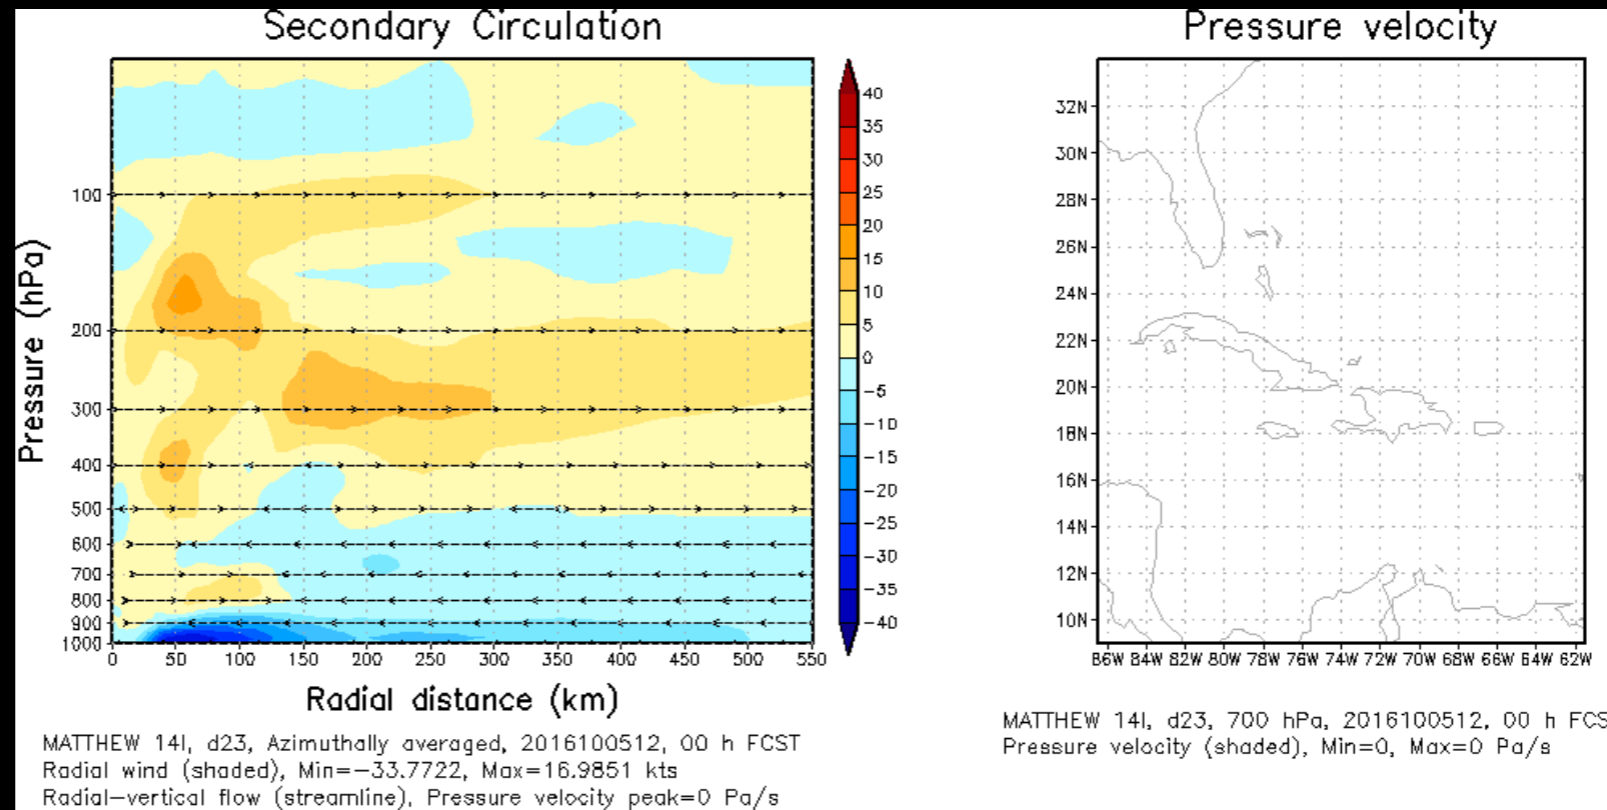 Secondary Circulation
Pressure velocity
Pressure (hPa)
100
200
300
400
500
600
700
800
900
1000
0 50 100 150 200 250 300 350 400 450 500 550
Radial distance (km)
40
35
30
25
20
15
10
5
0
−5
−10
−15
−20
−25
−30
−35
−40
32N
30N
28N
26N
24N
22N
20N
18N
16N
14N
12N
10N
86W 84W 82W 80W 78W 76W 74W 72W 70W 68W 66W 64W 62W
MATTHEW 14l, d23, Azimuthally averaged, 2016100512, 00 h FCST
Radial wind (shaded), Min=−33.7722, Max=16.9851 kts
Radial−vertical flow (streamline), Pressure velocity peak=0 Pa/s
MATTHEW 14l, d23, 700 hPa, 2016100512, 00 h FCS
Pressure velocity (shaded), Min=0, Max=0 Pa/s